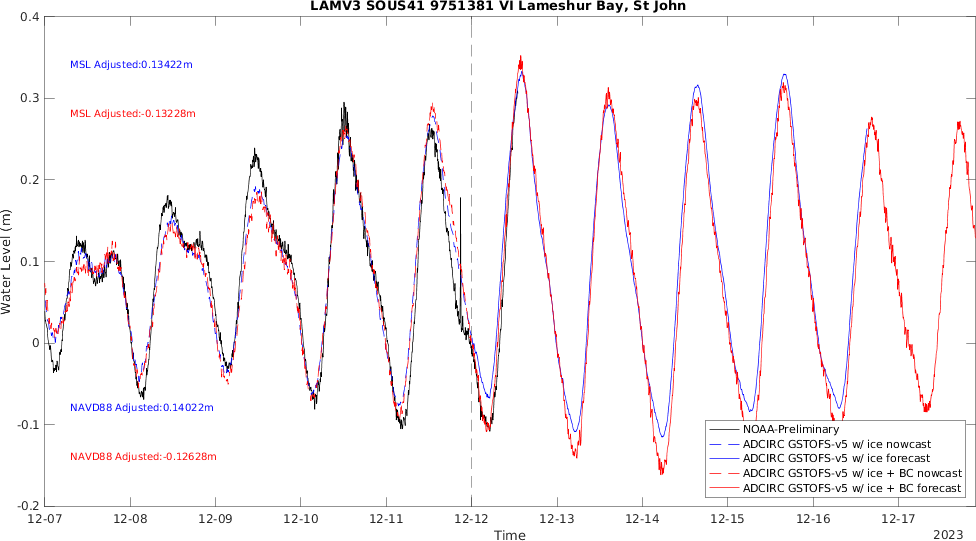 LAMV3 SOUS41 9751381 VI Lameshur Bay, St John
0.4
0.3
0.2
0.1
0
-0.1
-0.2
Water Level (m)
MSL Adjusted:0.13422m
MSL Adjusted:-0.13228m
NAVD88 Adjusted:0.14022m
NAVD88 Adjusted:-0.12628m
NOAA-Preliminary
ADCIRC GSTOFS-v5 w/ ice nowcast
ADCIRC GSTOFS-v5 w/ ice forecast
ADCIRC GSTOFS-v5 w/ ice + BC nowcast
ADCIRC GSTOFS-v5 w/ ice + BC forecast
12-07 12-08 12-09 12-10 12-11 12-12 12-13 12-14 12-15 12-16 12-17
Time
2023